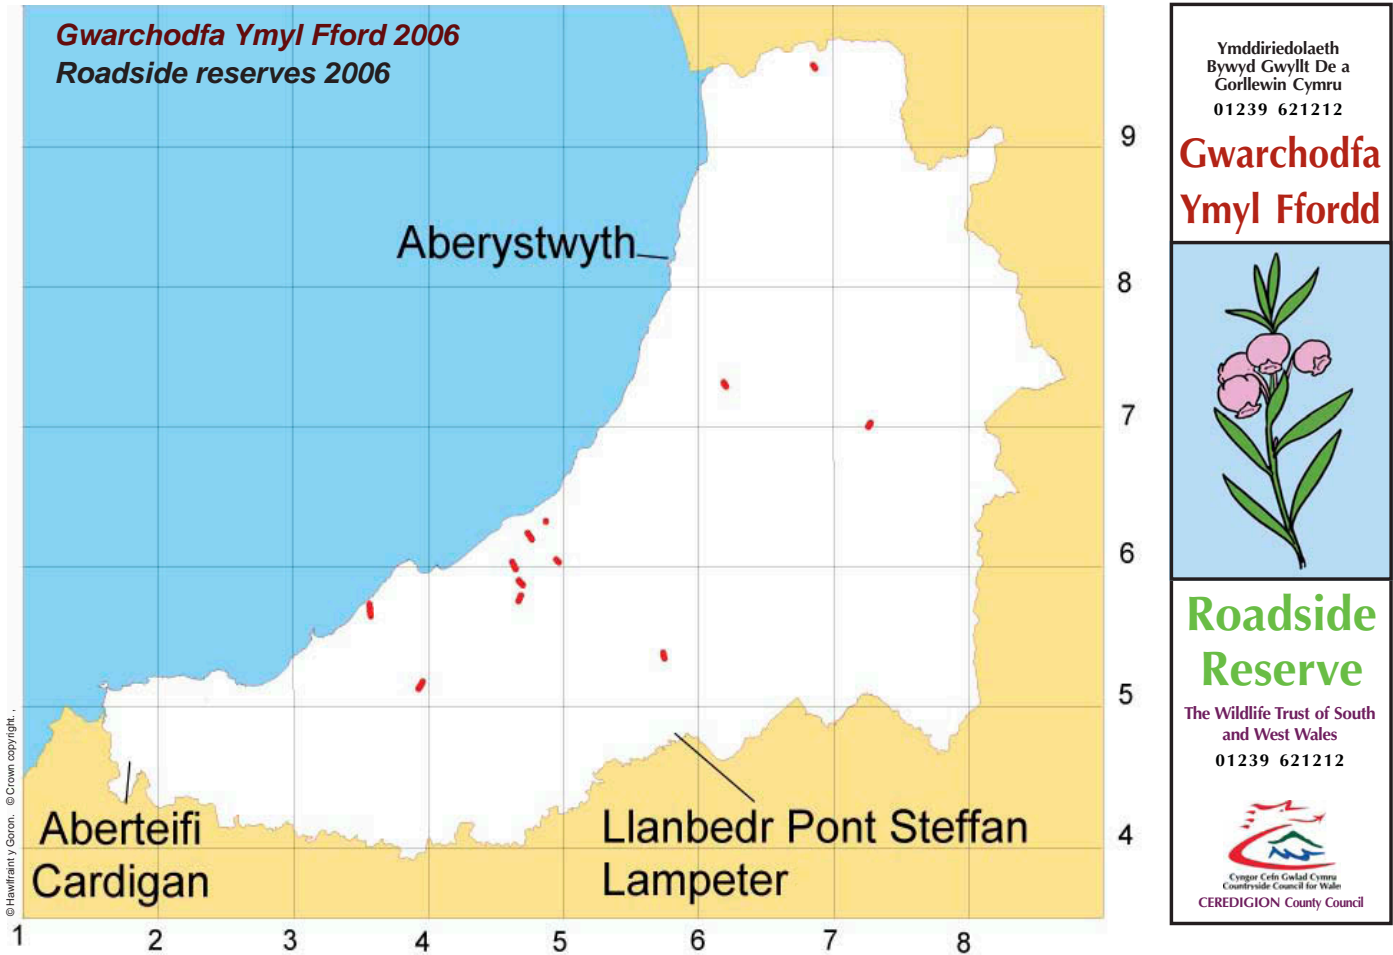 Gwarchodfa Ymyl Fford 2006
Roadside reserves 2006
Aberystwyth
Aberteifi
Cardigan
Llanbedr Pont Steffan
Lampeter
9
8
7
6
5
4
1
2
3
4
5
6
7
8
© Hawlfraint y Goron. © Crown copyright. ,
Ymddiriedolaeth
Bywyd Gwyllt De a
Gorllewin Cymru
01239 621212
Gwarchodfa
Ymyl Ffordd
Roadside
Reserve
The Wildlife Trust of South
and West Wales
01239 621212
Cyngor Cefn Gwlad Cymru
Countryside Council for Wales
CEREDIGION County Council